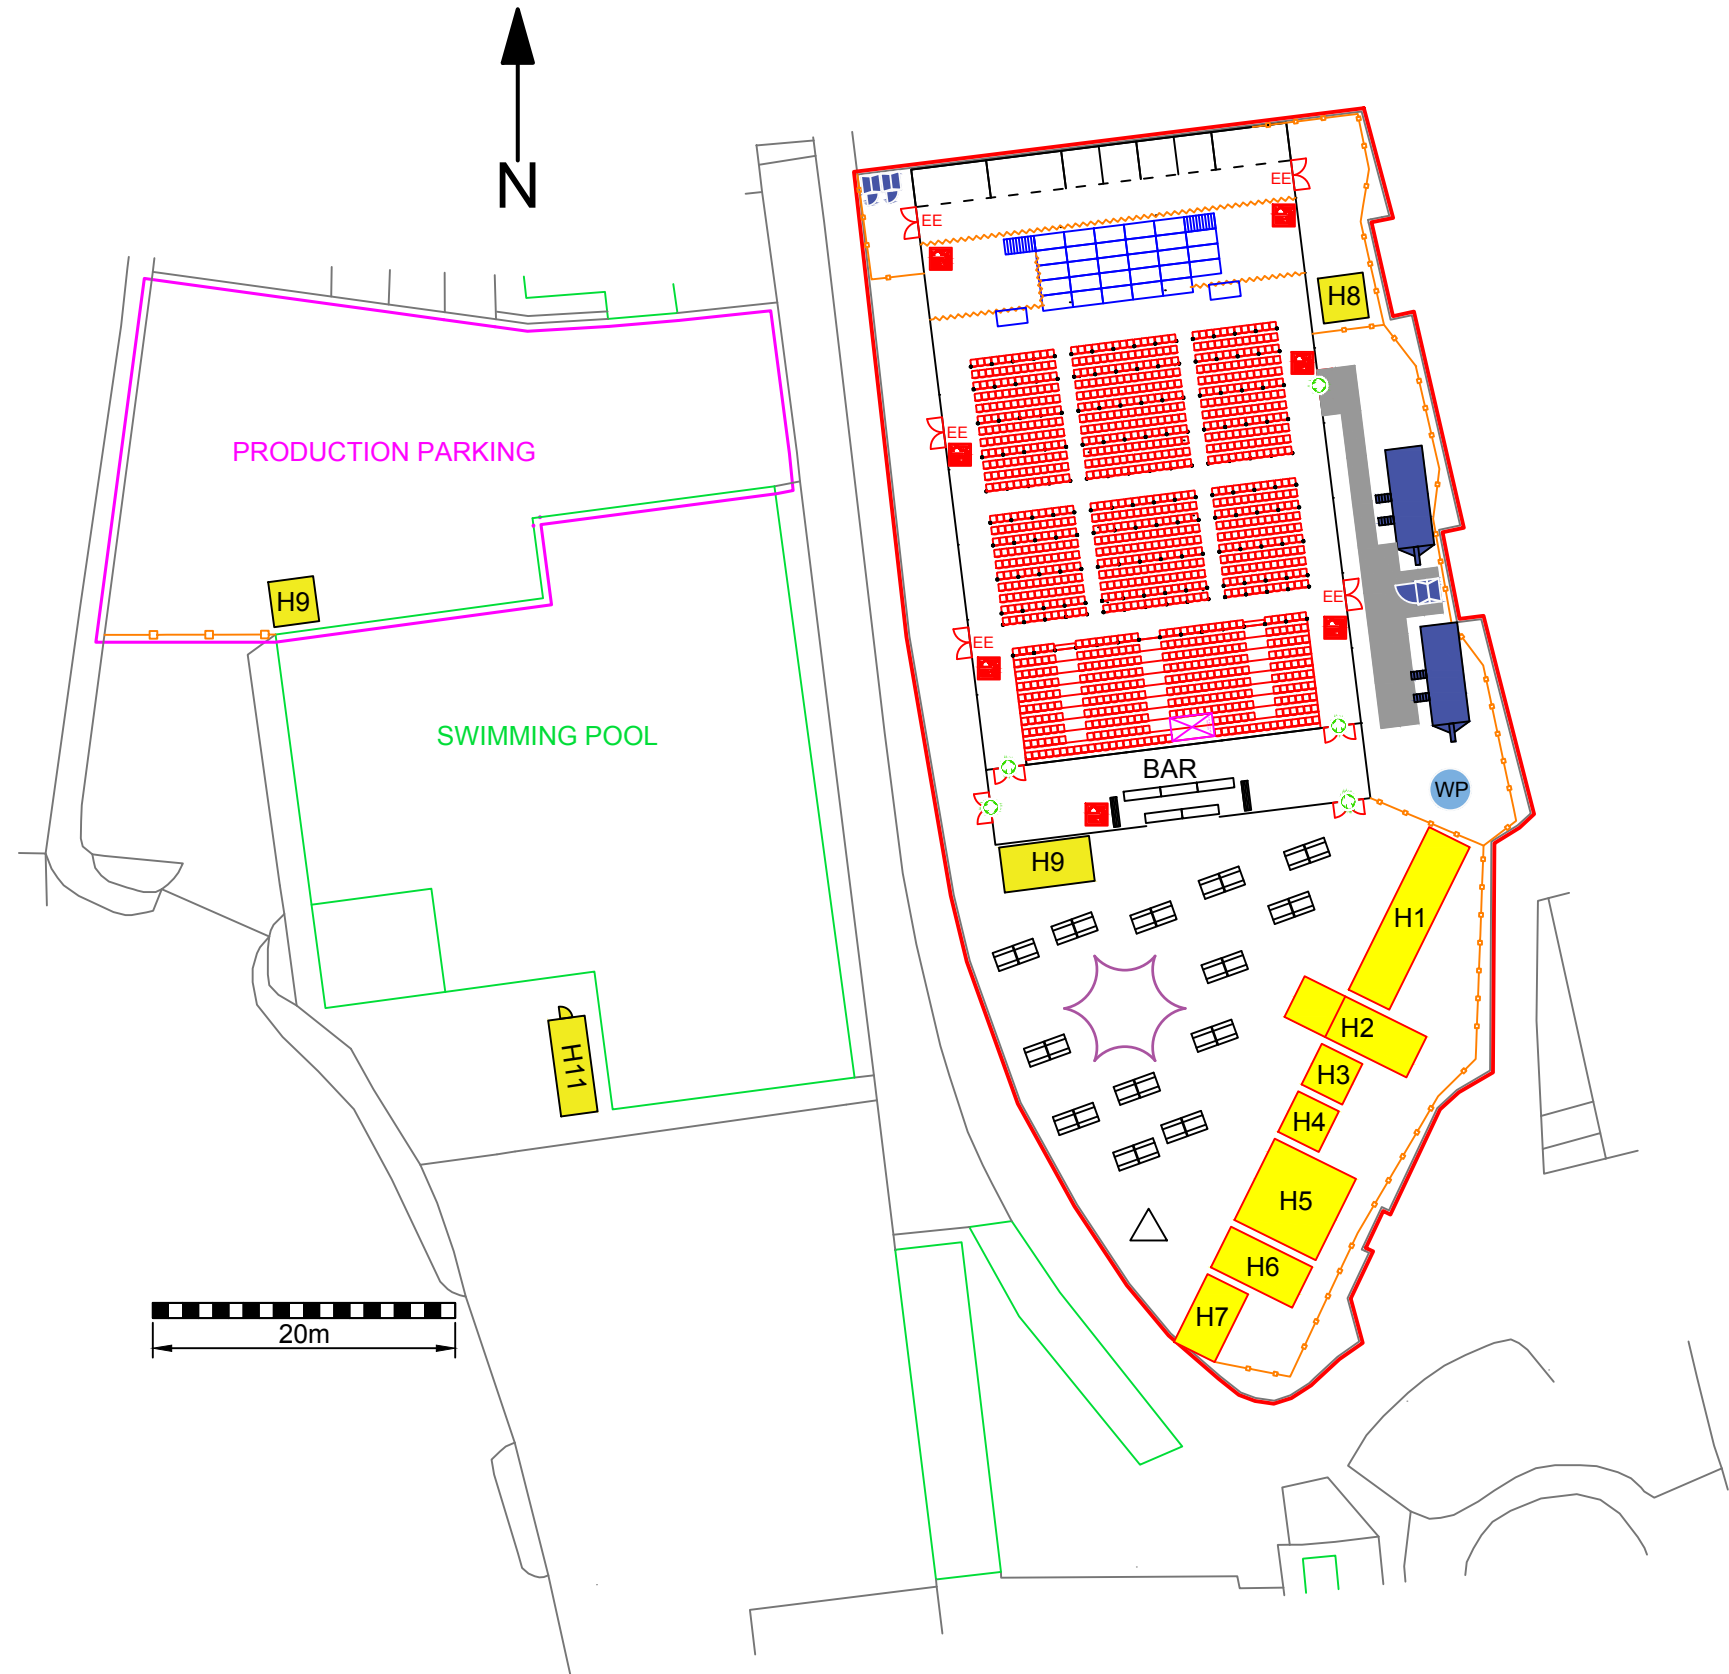 N
EE
EE
H8
EE
PRODUCTION PARKING
H9
EE
EE
SWIMMING POOL
BAR
WP
H9
H1
H2
H11
H3
H4
H5
H6
H7
20m